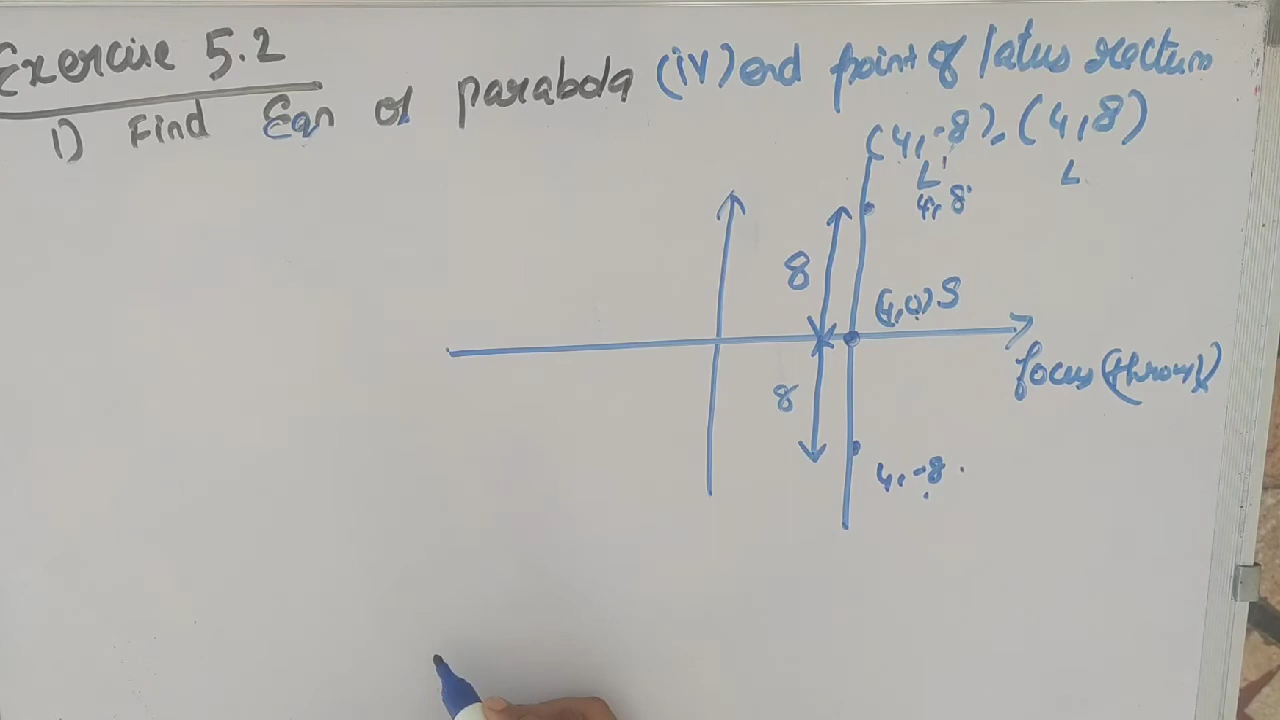 Exercise 5.2
1) Find Eqn of parabola (iv) end point of latus rectum
(4,-8). (4,8)
L' L
4, 8
8
(4,0) S
focus
8
4, -8